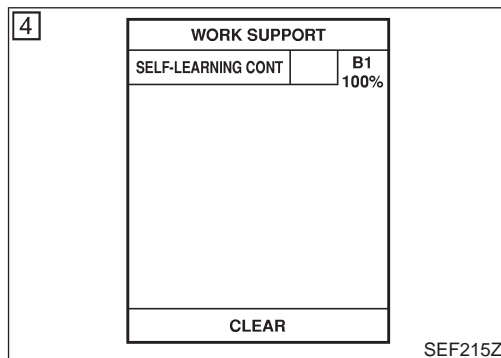 4
WORK SUPPORT
SELF-LEARNING CONT B1
100%
CLEAR
SEF215Z